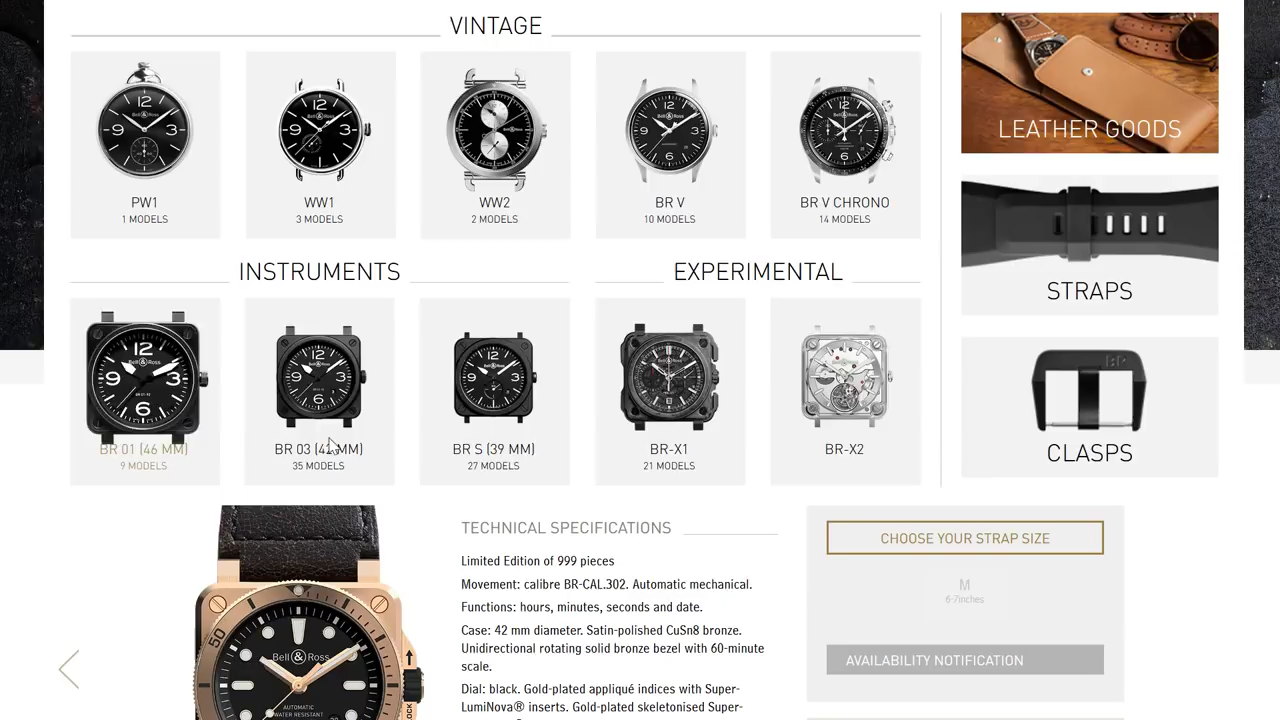 VINTAGE
PW1
1 MODELS
WW1
3 MODELS
WW2
2 MODELS
BR V
10 MODELS
BR V CHRONO
14 MODELS
INSTRUMENTS
EXPERIMENTAL
BR 01 (46 MM)
9 MODELS
BR 03 (42 MM)
35 MODELS
BR S (39 MM)
27 MODELS
BR-X1
21 MODELS
BR-X2
LEATHER GOODS
STRAPS
CLASPS
Bell & Ross
50
AUTOMATIC
WATER RESISTANT
TECHNICAL SPECIFICATIONS
Limited Edition of 999 pieces
Movement: calibre BR-CAL.302. Automatic mechanical.
Functions: hours, minutes, seconds and date.
Case: 42 mm diameter. Satin-polished CuSn8 bronze.
Unidirectional rotating solid bronze bezel with 60-minute
scale.
Dial: black. Gold-plated appliqué indices with Super-
LumiNova® inserts. Gold-plated skeletonised Super-
CHOOSE YOUR STRAP SIZE
M
6-7inches
AVAILABILITY NOTIFICATION